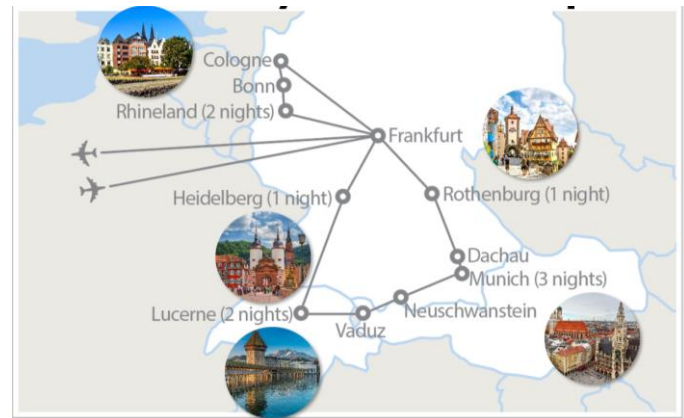 Cologne
Bonn
Rhineland (2 nights)
Frankfurt
Heidelberg (1 night)
Rothenburg (1 night)
Dachau
Munich (3 nights)
Lucerne (2 nights)
Neuschwanstein
Vaduz